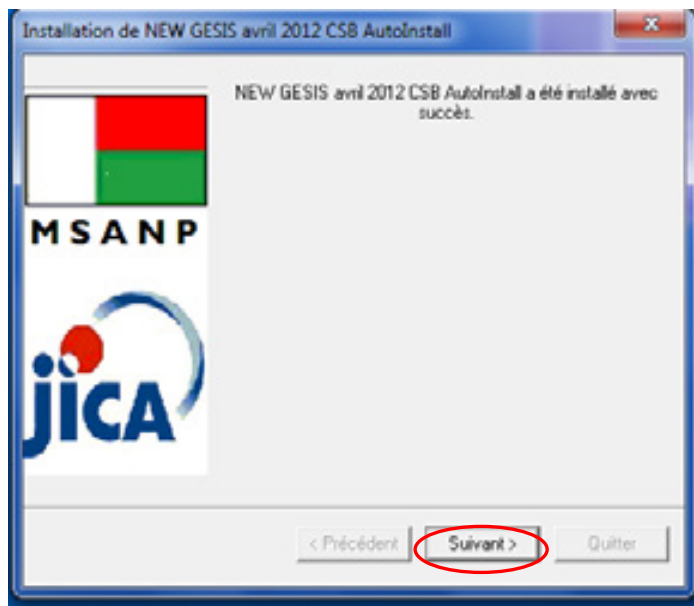 Installation de NEW GESIS avril 2012 CSB AutoInstall
NEW GESIS avril 2012 CSB AutoInstall a été installé avec
succès.
MSANP
jica
< Précédent
Suivant >
Quitter